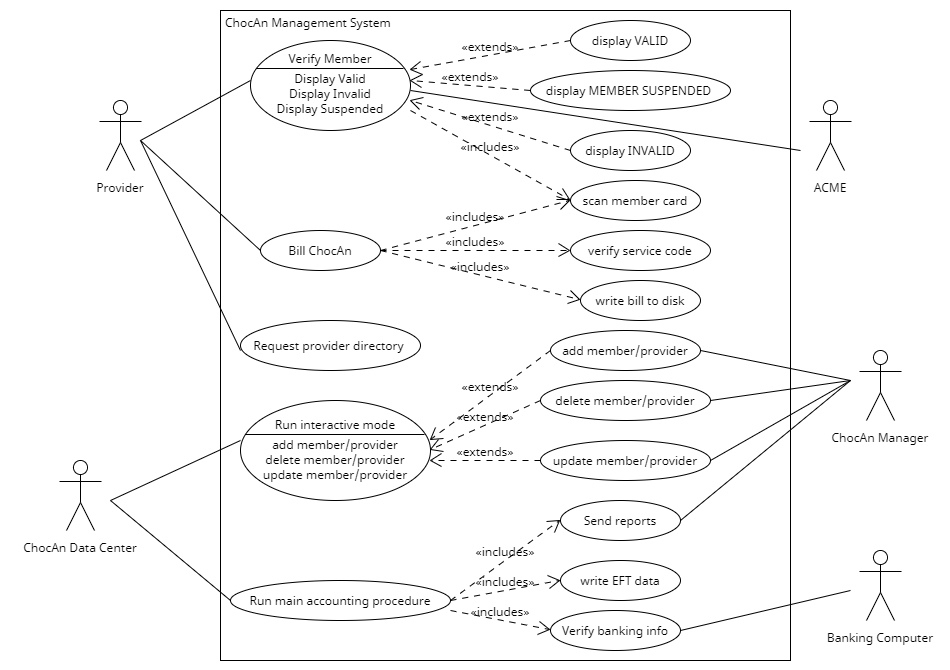 ChocAn Management System
Verify Member
Display Valid
Display Invalid
Display Suspended
«extends»
display VALID
«extends»
display MEMBER SUSPENDED
«extends»
display INVALID
«includes»
scan member card
Provider
ACME
Bill ChocAn
«includes»
«includes»
verify service code
«includes»
write bill to disk
Request provider directory
add member/provider
«extends»
delete member/provider
«extends»
Run interactive mode
add member/provider
delete member/provider
update member/provider
«extends»
update member/provider
ChocAn Manager
ChocAn Data Center
Send reports
«includes»
write EFT data
«includes»
Run main accounting procedure
«includes»
Verify banking info
Banking Computer